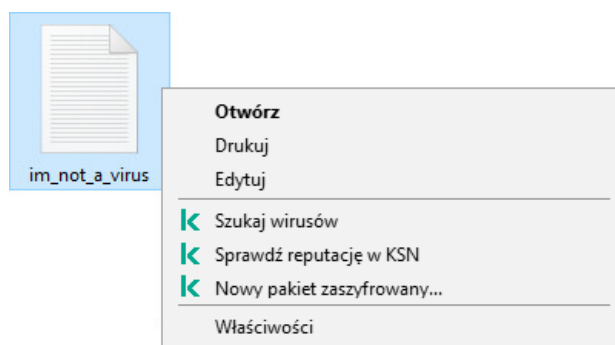 im_not_a_virus
Otwórz
Drukuj
Edytuj
Szukaj wirusów
Sprawdź reputację w KSN
Nowy pakiet zaszyfrowany...
Właściwości